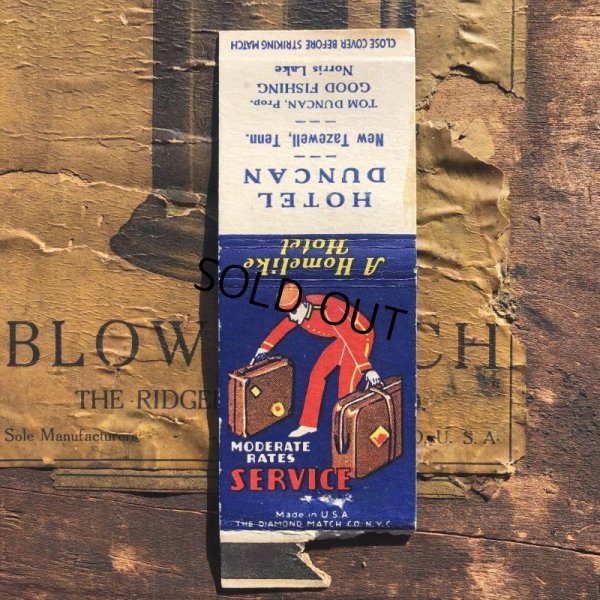 CLOSE COVER BEFORE STRIKING MATCH
HOTEL
DUNCAN
New Tazewell, Tenn.
TOM DUNCAN, Prop.
GOOD FISHING
Norris Lake
A Homelike
Hotel
SOLD OUT
MODERATE
RATES
SERVICE
Made in U.S.A.
THE DIAMOND MATCH CO. N.Y.C.
BLOW CH
THE RIDGE
Sole Manufacturers
U. S. A.